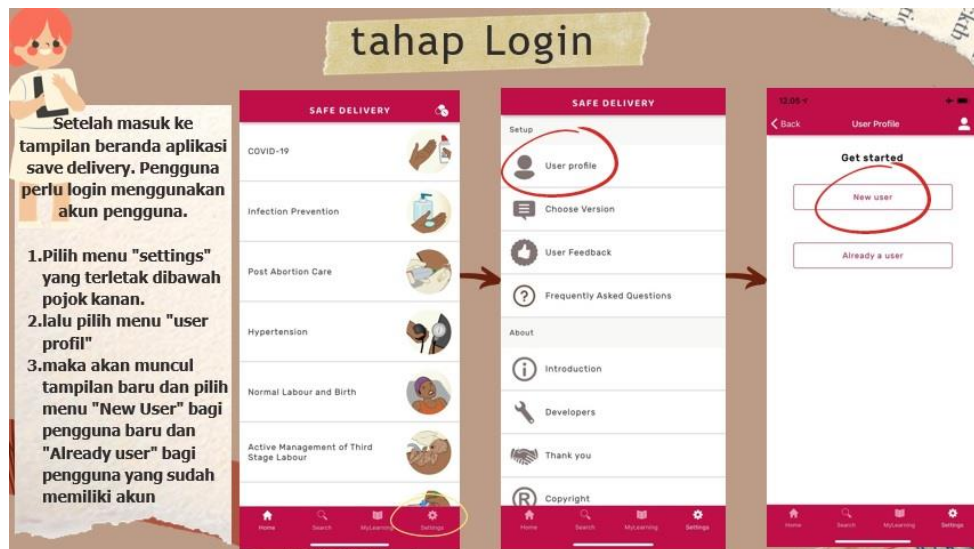 tahap Login
Setelah masuk ke
tampilan beranda aplikasi
save delivery. Pengguna
perlu login menggunakan
akun pengguna.
1.Pilih menu "settings"
yang terletak dibawah
pojok kanan.
2.lalu pilih menu "user
profil"
3.maka akan muncul
tampilan baru dan pilih
menu "New User" bagi
pengguna baru dan
"Already user" bagi
pengguna yang sudah
memiliki akun
SAFE DELIVERY
COVID-19
Infection Prevention
Post Abortion Care
Hypertension
Normal Labour and Birth
Active Management of Third
Stage Labour
Home Search MyLearning Settings
SAFE DELIVERY
Setup
User profile
Choose Version
User Feedback
Frequently Asked Questions
About
Introduction
Developers
Thank you
Copyright
Home Search MyLearning Settings
12.05
Back User Profile
Get started
New user
Already a user
Home Search MyLearning Settings